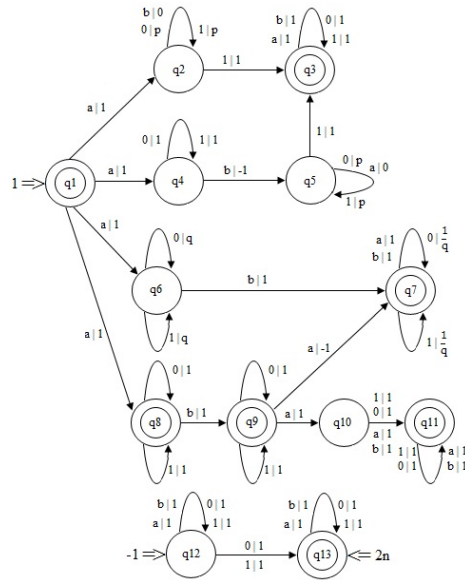 b | 0
0 | p
1 | p
q2
1 | 1
b | 1
a | 1
0 | 1
1 | 1
q3
a | 1
0 | 1
1 | 1
1 | 1
1
q1
a | 1
q4
b | -1
q5
0 | p
a | 0
1 | p
a | 1
0 | q
q6
1 | q
b | 1
a | 1
b | 1
0 | 1/q
q7
1 | 1/q
a | 1
a | -1
0 | 1
q8
1 | 1
b | 1
0 | 1
q9
1 | 1
a | 1
q10
1 | 1
0 | 1
a | 1
b | 1
q11
1 | 1
0 | 1
a | 1
b | 1
b | 1
a | 1
0 | 1
1 | 1
-1
q12
0 | 1
1 | 1
b | 1
a | 1
0 | 1
1 | 1
q13
2n